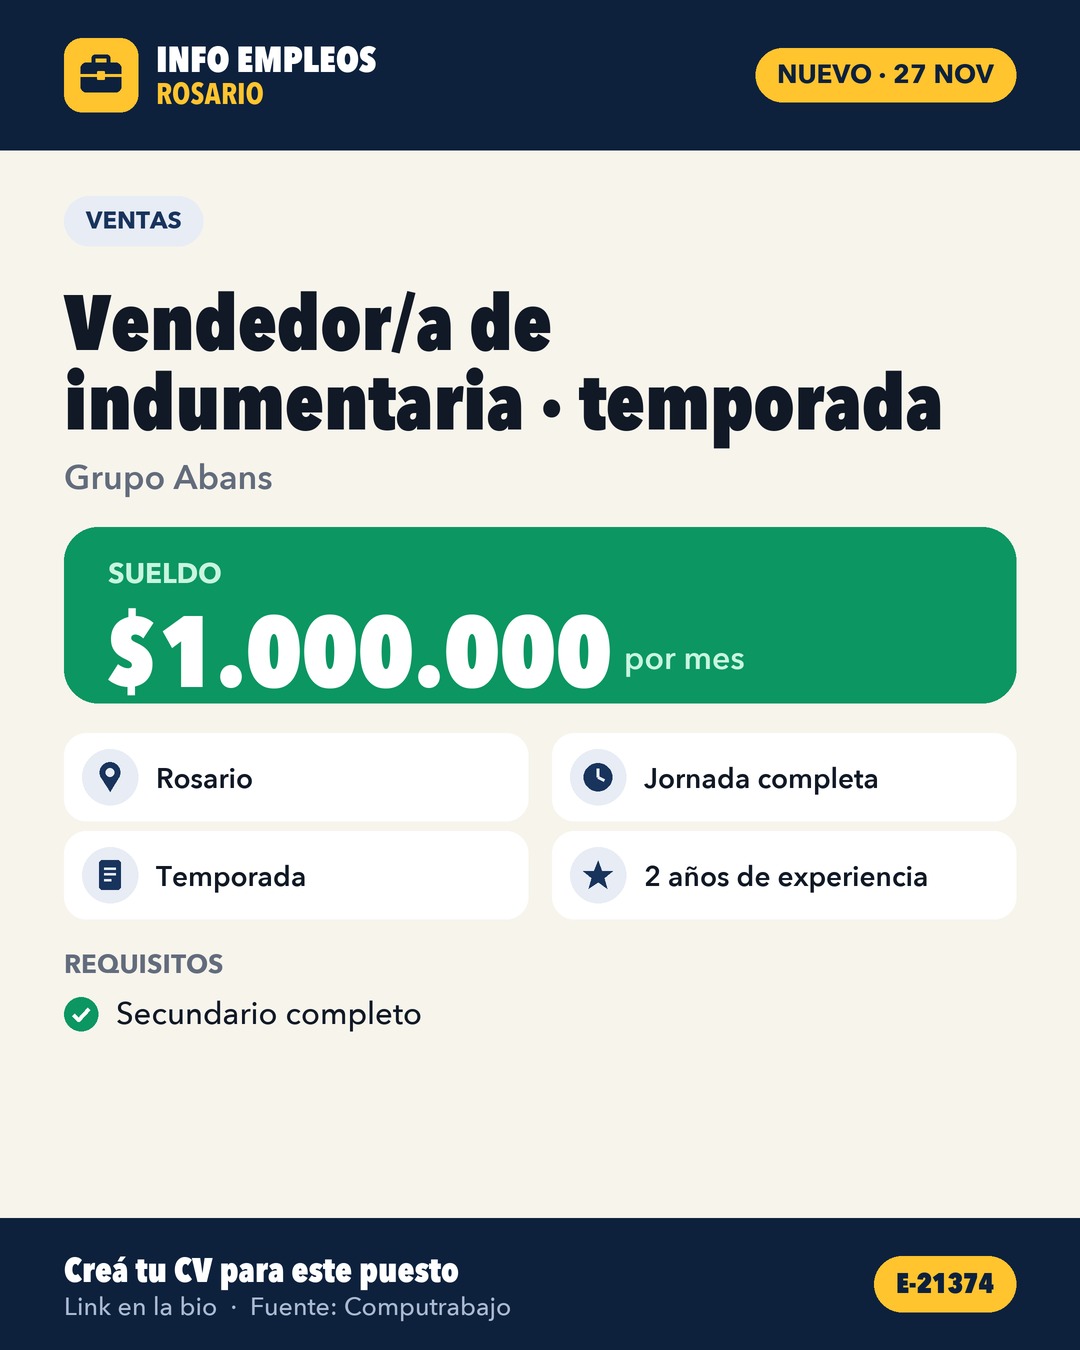 INFO EMPLEOS
ROSARIO
NUEVO · 27 NOV
VENTAS
Vendedor/a de
indumentaria · temporada
Grupo Abans
SUELDO
$1.000.000 por mes
Rosario
Jornada completa
Temporada
2 años de experiencia
REQUISITOS
Secundario completo
Creá tu CV para este puesto
Link en la bio · Fuente: Computrabajo
E-21374